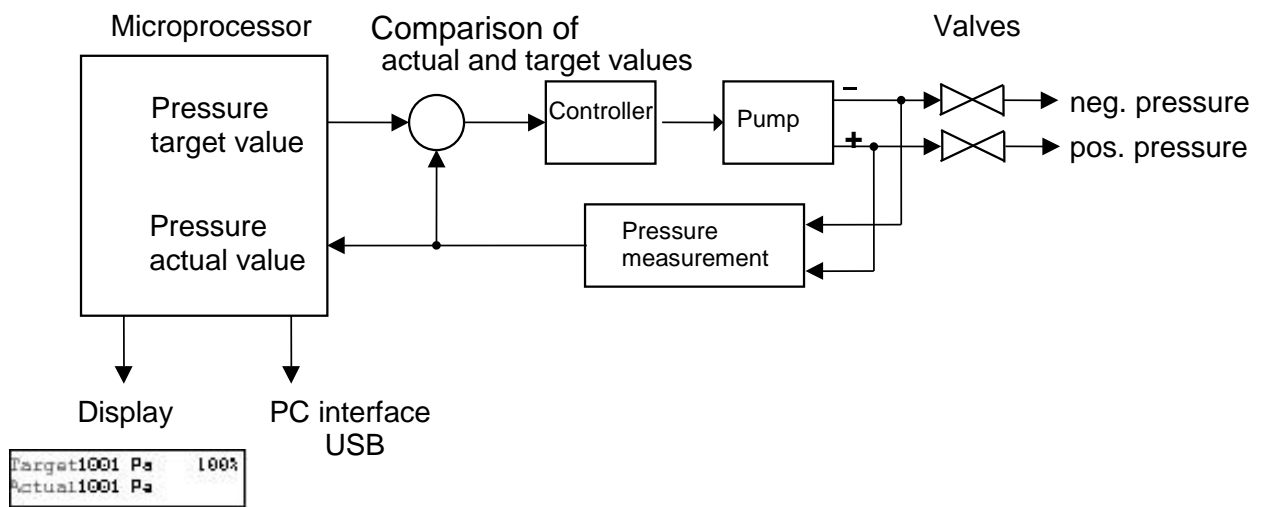 Microprocessor
Comparison of
actual and target values
Valves
Pressure
target value
Controller
Pump
–
+
neg. pressure
pos. pressure
Pressure
actual value
Pressure
measurement
Display
PC interface
USB
Target1001 Pa 100%
Actual1001 Pa